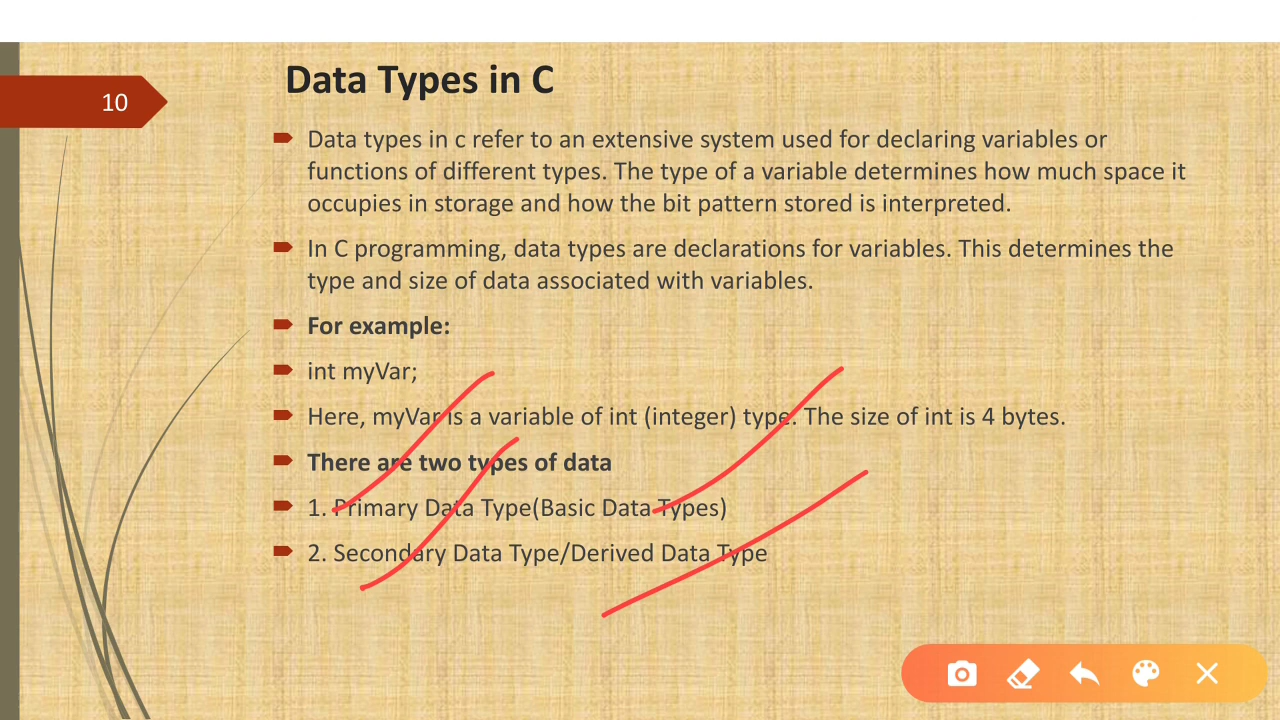 10
Data Types in C
Data types in c refer to an extensive system used for declaring variables or
functions of different types. The type of a variable determines how much space it
occupies in storage and how the bit pattern stored is interpreted.
In C programming, data types are declarations for variables. This determines the
type and size of data associated with variables.
For example:
int myVar;
Here, myVar is a variable of int (integer) type. The size of int is 4 bytes.
There are two types of data
1. Primary Data Type(Basic Data Types)
2. Secondary Data Type/Derived Data Type